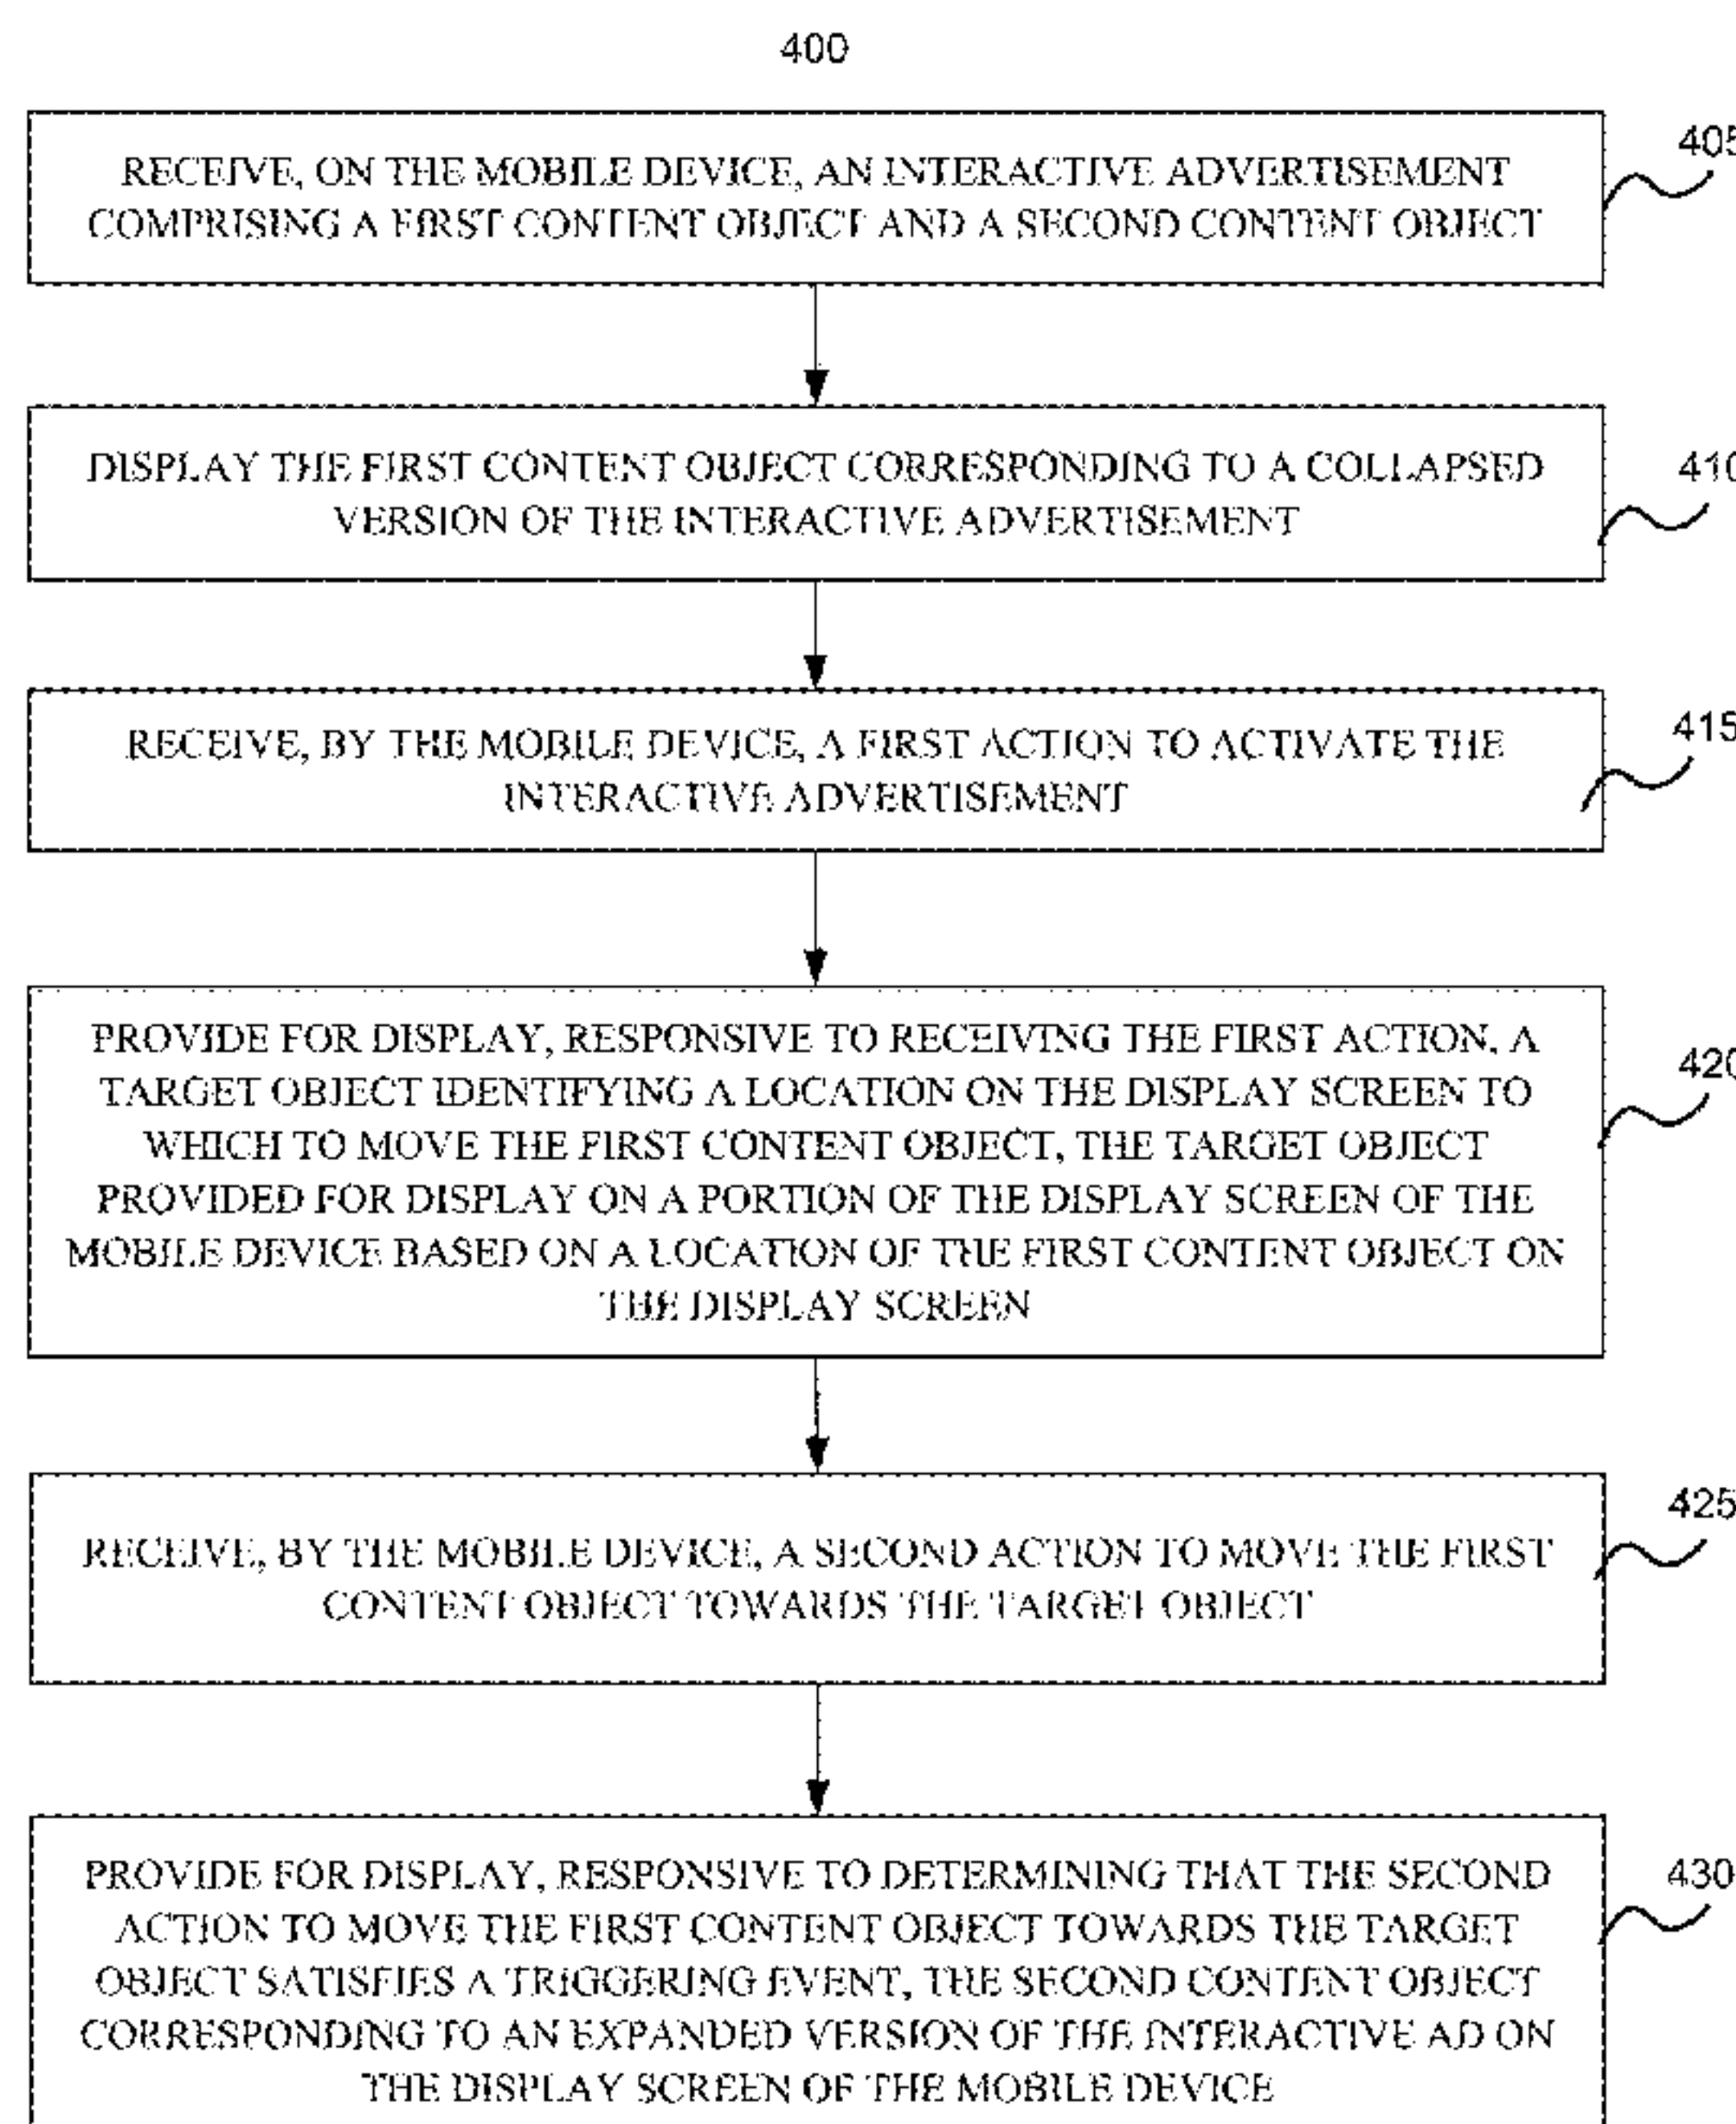 400
RECEIVE, ON THE MOBILE DEVICE, AN INTERACTIVE ADVERTISEMENT
COMPRISING A FIRST CONTENT OBJECT AND A SECOND CONTENT OBJECT
405
DISPLAY THE FIRST CONTENT OBJECT CORRESPONDING TO A COLLAPSED
VERSION OF THE INTERACTIVE ADVERTISEMENT
410
RECEIVE, BY THE MOBILE DEVICE, A FIRST ACTION TO ACTIVATE THE
INTERACTIVE ADVERTISEMENT
415
PROVIDE FOR DISPLAY, RESPONSIVE TO RECEIVING THE FIRST ACTION, A
TARGET OBJECT IDENTIFYING A LOCATION ON THE DISPLAY SCREEN TO
WHICH TO MOVE THE FIRST CONTENT OBJECT, THE TARGET OBJECT
PROVIDED FOR DISPLAY ON A PORTION OF THE DISPLAY SCREEN OF THE
MOBILE DEVICE BASED ON A LOCATION OF THE FIRST CONTENT OBJECT ON
THE DISPLAY SCREEN
420
RECEIVE, BY THE MOBILE DEVICE, A SECOND ACTION TO MOVE THE FIRST
CONTENT OBJECT TOWARDS THE TARGET OBJECT
425
PROVIDE FOR DISPLAY, RESPONSIVE TO DETERMINING THAT THE SECOND
ACTION TO MOVE THE FIRST CONTENT OBJECT TOWARDS THE TARGET
OBJECT SATISFIES A TRIGGERING EVENT, THE SECOND CONTENT OBJECT
CORRESPONDING TO AN EXPANDED VERSION OF THE INTERACTIVE AD ON
THE DISPLAY SCREEN OF THE MOBILE DEVICE
430